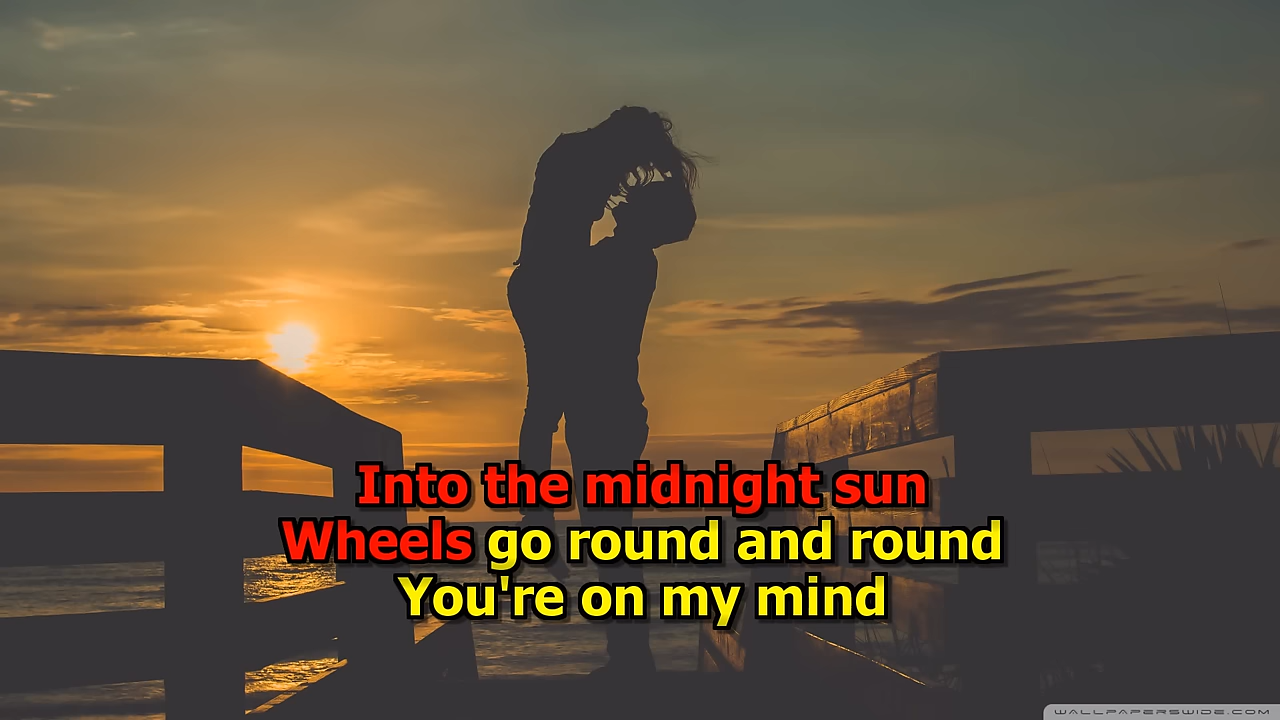 Into the midnight sun
Wheels go round and round
You're on my mind
WALLPAPERSWIDE.COM